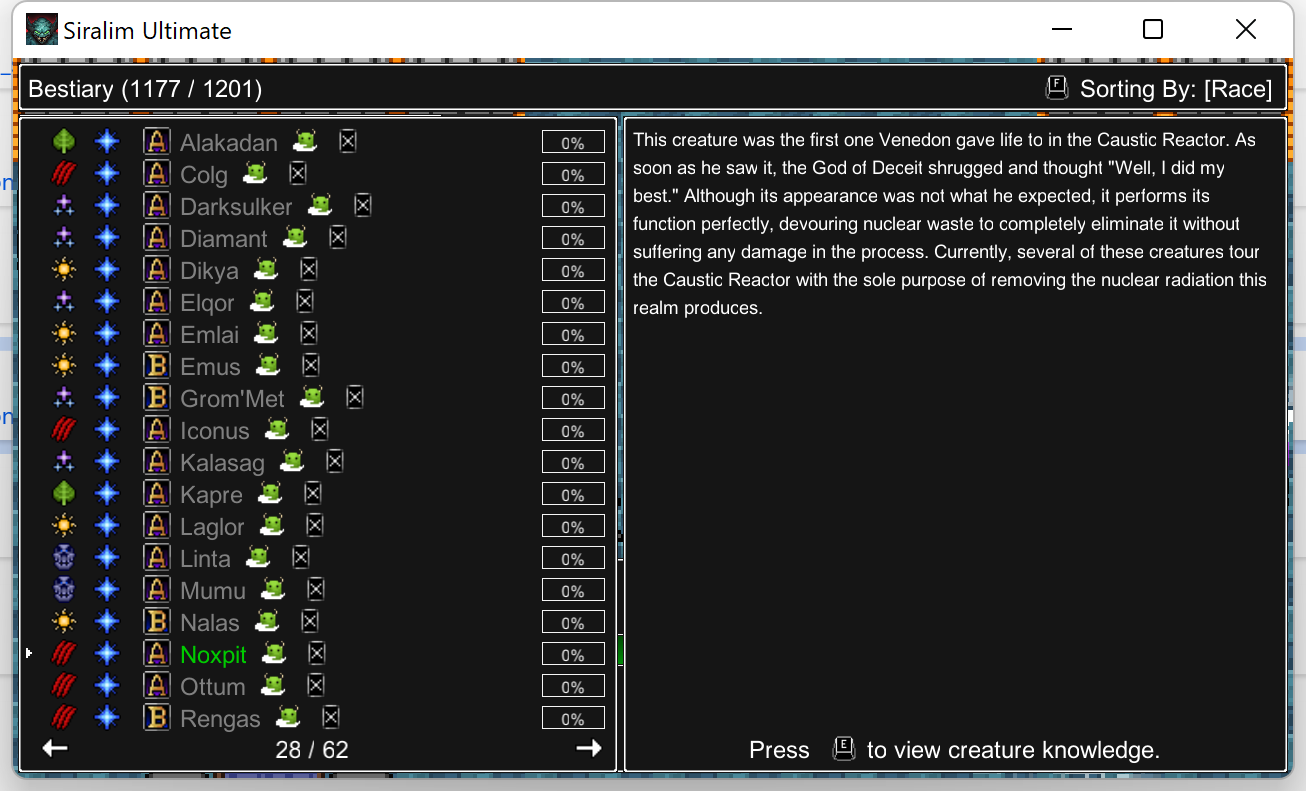 Siralim Ultimate
Bestiary (1177 / 1201)
F Sorting By: [Race]
A Alakadan 0%
A Colg 0%
A Darksulker 0%
A Diamant 0%
A Dikya 0%
A Elqor 0%
A Emlai 0%
B Emus 0%
B Grom'Met 0%
A Iconus 0%
A Kalasag 0%
A Kapre 0%
A Laglor 0%
A Linta 0%
A Mumu 0%
B Nalas 0%
A Noxpit 0%
A Ottum 0%
B Rengas 0%
28 / 62
This creature was the first one Venedon gave life to in the Caustic Reactor. As
soon as he saw it, the God of Deceit shrugged and thought "Well, I did my
best." Although its appearance was not what he expected, it performs its
function perfectly, devouring nuclear waste to completely eliminate it without
suffering any damage in the process. Currently, several of these creatures tour
the Caustic Reactor with the sole purpose of removing the nuclear radiation this
realm produces.
Press E to view creature knowledge.